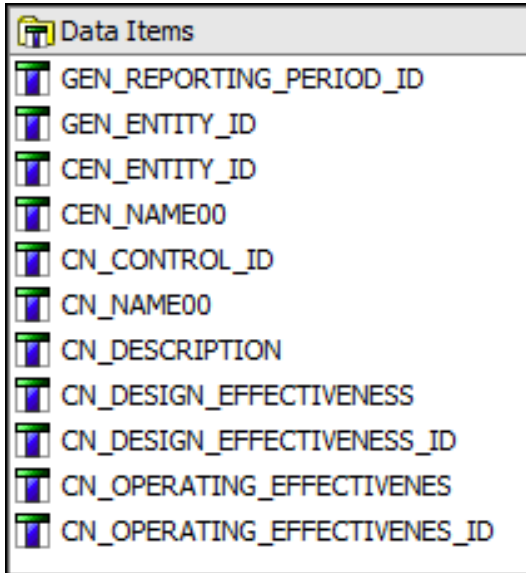 Data Items
GEN_REPORTING_PERIOD_ID
GEN_ENTITY_ID
CEN_ENTITY_ID
CEN_NAME00
CN_CONTROL_ID
CN_NAME00
CN_DESCRIPTION
CN_DESIGN_EFFECTIVENESS
CN_DESIGN_EFFECTIVENESS_ID
CN_OPERATING_EFFECTIVENES
CN_OPERATING_EFFECTIVENES_ID